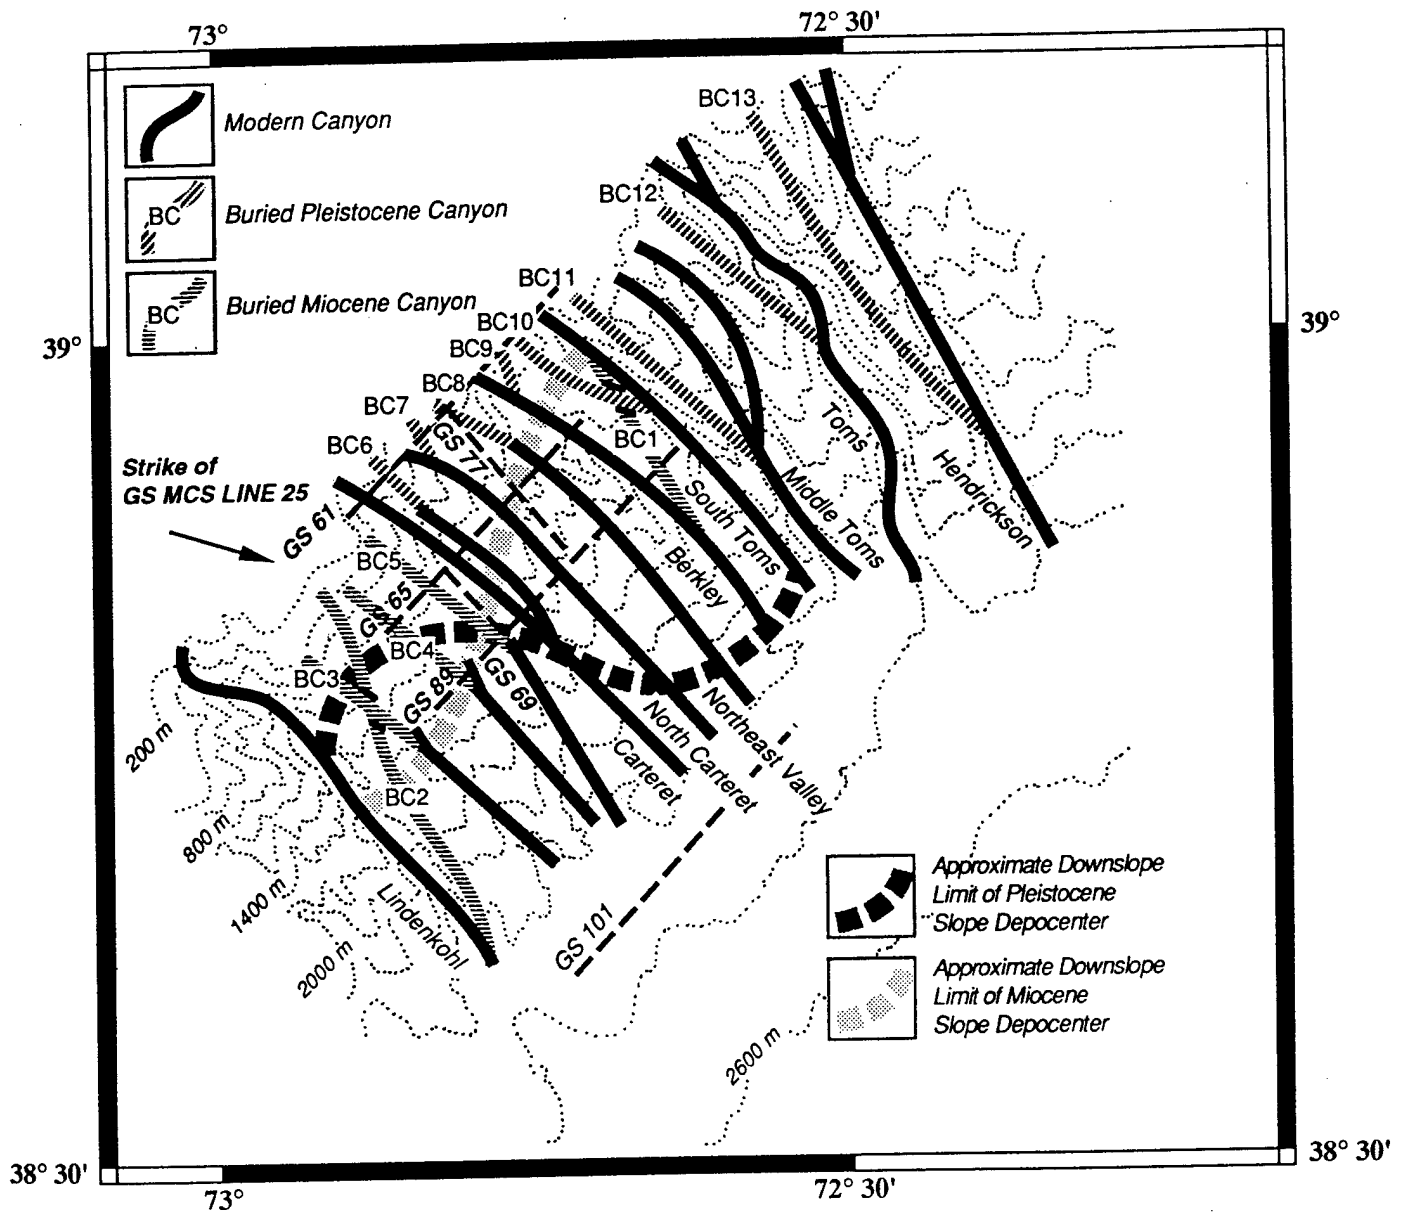 73°
72° 30'
Modern Canyon
BC
Buried Pleistocene Canyon
BC
Buried Miocene Canyon
BC13
BC12
BC11
BC10
BC9
BC8
BC7
BC6
39°
39°
Strike of
GS MCS LINE 25
GS 61
GS 77
BC1
BC5
GS 65
BC4
BC3
GS 89
GS 69
BC2
Toms
Hendrickson
Middle Toms
South Toms
Berkley
Northeast Valley
North Carteret
Carteret
Lindenkohl
GS 101
200 m
800 m
1400 m
2000 m
2600 m
Approximate Downslope
Limit of Pleistocene
Slope Depocenter
Approximate Downslope
Limit of Miocene
Slope Depocenter
38° 30'
38° 30'
73°
72° 30'